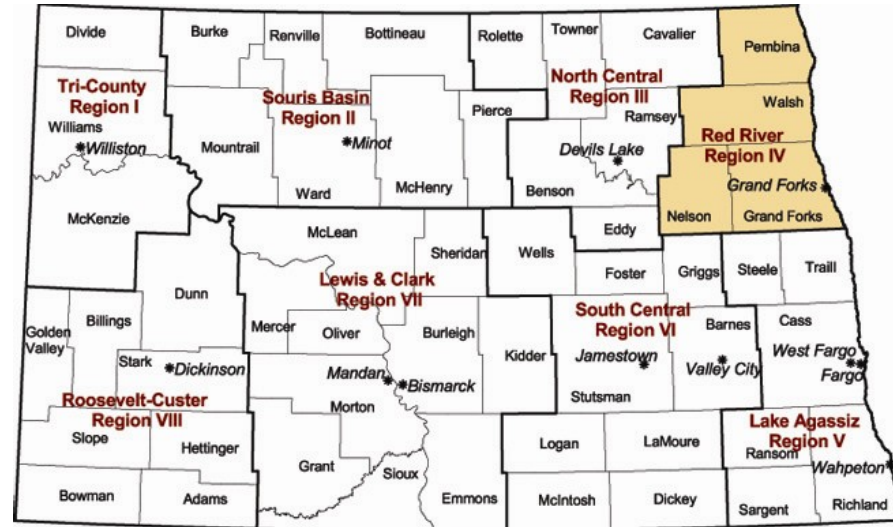 Divide
Burke
Renville
Bottineau
Rolette
Towner
Cavalier
Pembina
Tri-County
Region I
Souris Basin
Region II
North Central
Region III
Williams
Williston
Mountrail
Minot
Pierce
Ramsey
Walsh
Red River
Region IV
Devils Lake
Grand Forks
McKenzie
Ward
McHenry
Benson
Nelson
Grand Forks
McLean
Sheridan
Wells
Eddy
Foster
Griggs
Steele
Traill
Dunn
Lewis & Clark
Region VII
Golden
Valley
Billings
Mercer
Oliver
Burleigh
Kidder
South Central
Region VI
Barnes
Cass
Stark
Dickinson
Mandan
Bismarck
Jamestown
Valley City
West Fargo
Fargo
Roosevelt-Custer
Region VIII
Morton
Stutsman
Slope
Hettinger
Grant
Sioux
Logan
LaMoure
Lake Agassiz
Region V
Ransom
Wahpeton
Bowman
Adams
Emmons
McIntosh
Dickey
Sargent
Richland